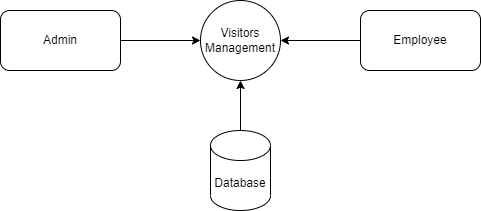 Admin
Visitors
Management
Employee
Database